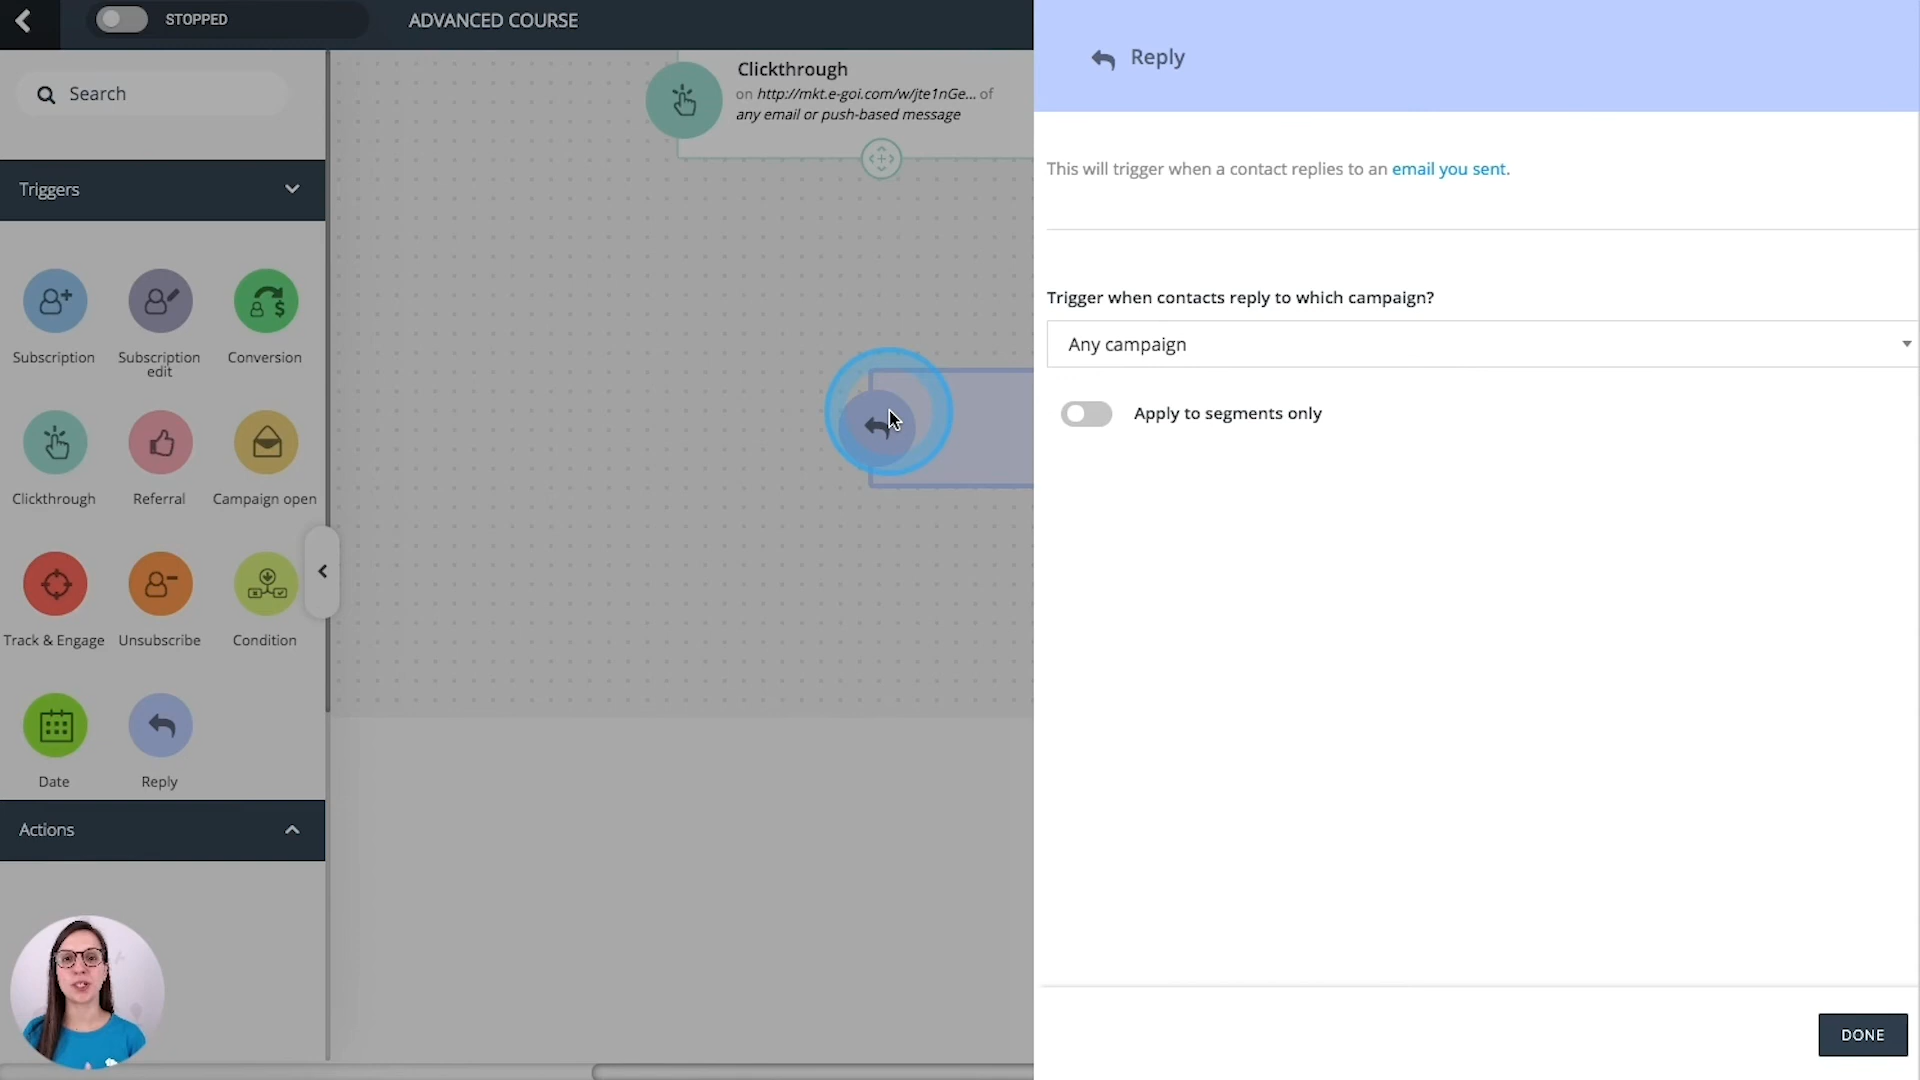 STOPPED
ADVANCED COURSE
Search
Triggers
Subscription
Subscription
edit
Conversion
Clickthrough
Referral
Campaign open
Track & Engage
Unsubscribe
Condition
Date
Reply
Actions
Clickthrough
on http://mkt.e-goi.com/w/jte1nGe... of
any email or push-based message
Reply
This will trigger when a contact replies to an email you sent.
Trigger when contacts reply to which campaign?
Any campaign
Apply to segments only
DONE